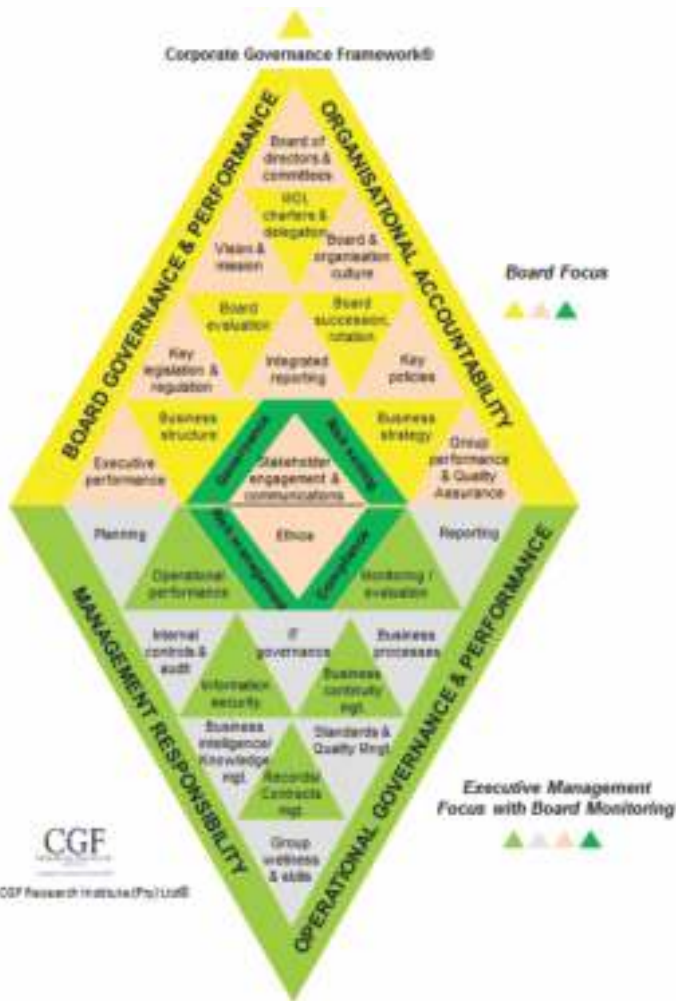 Corporate Governance Framework®
BOARD GOVERNANCE & PERFORMANCE
ORGANISATIONAL ACCOUNTABILITY
Board of
directors &
committees
charters &
delegation
Vision &
mission
Board &
organisation
culture
Board
evaluation
Board
succession,
rotation
Key
legislation &
regulation
Integrated
reporting
Key
policies
Business
structure
Business
strategy
Executive
performance
Group
performance
& Quality
Assurance
Governance
Stakeholder
engagement &
communications
Board Focus
Planning
Ethics
Reporting
Risk management
Compliance
Operational
performance
Monitoring /
evaluation
Internal
controls &
audit
IT
governance
Business
processes
Information
security
Business
continuity
mgt.
Business
intelligence/
Knowledge
mgt.
Standards &
Quality Mngt.
Records/
Contracts
mgt.
Group
wellness
& skills
MANAGEMENT RESPONSIBILITY
OPERATIONAL GOVERNANCE & PERFORMANCE
Executive Management
Focus with Board Monitoring
CGF
CGF Research Institute (Pty) Ltd®